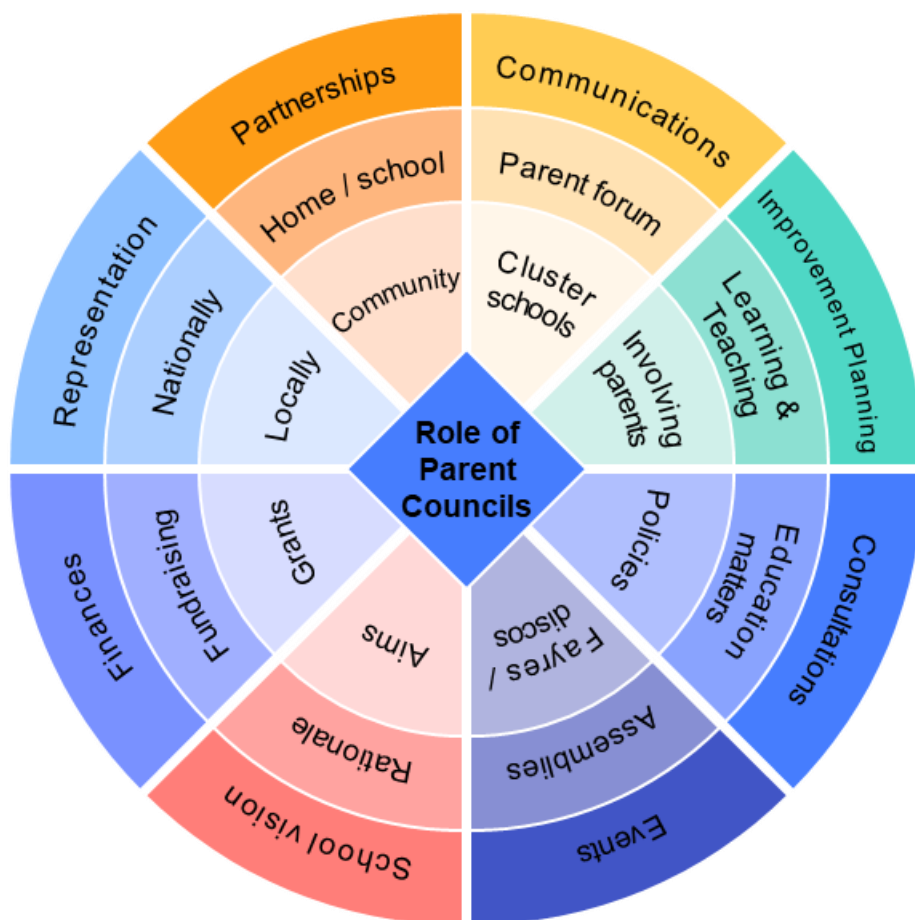 Partnerships
Home / school
Community
Communications
Parent forum
Cluster
schools
Improvement Planning
Learning &
Teaching
Involving
parents
Consultations
Education
matters
Policies
Events
Assemblies
Fayres /
discos
School vision
Rationale
Aims
Finances
Fundraising
Grants
Representation
Nationally
Locally
Role of
Parent
Councils